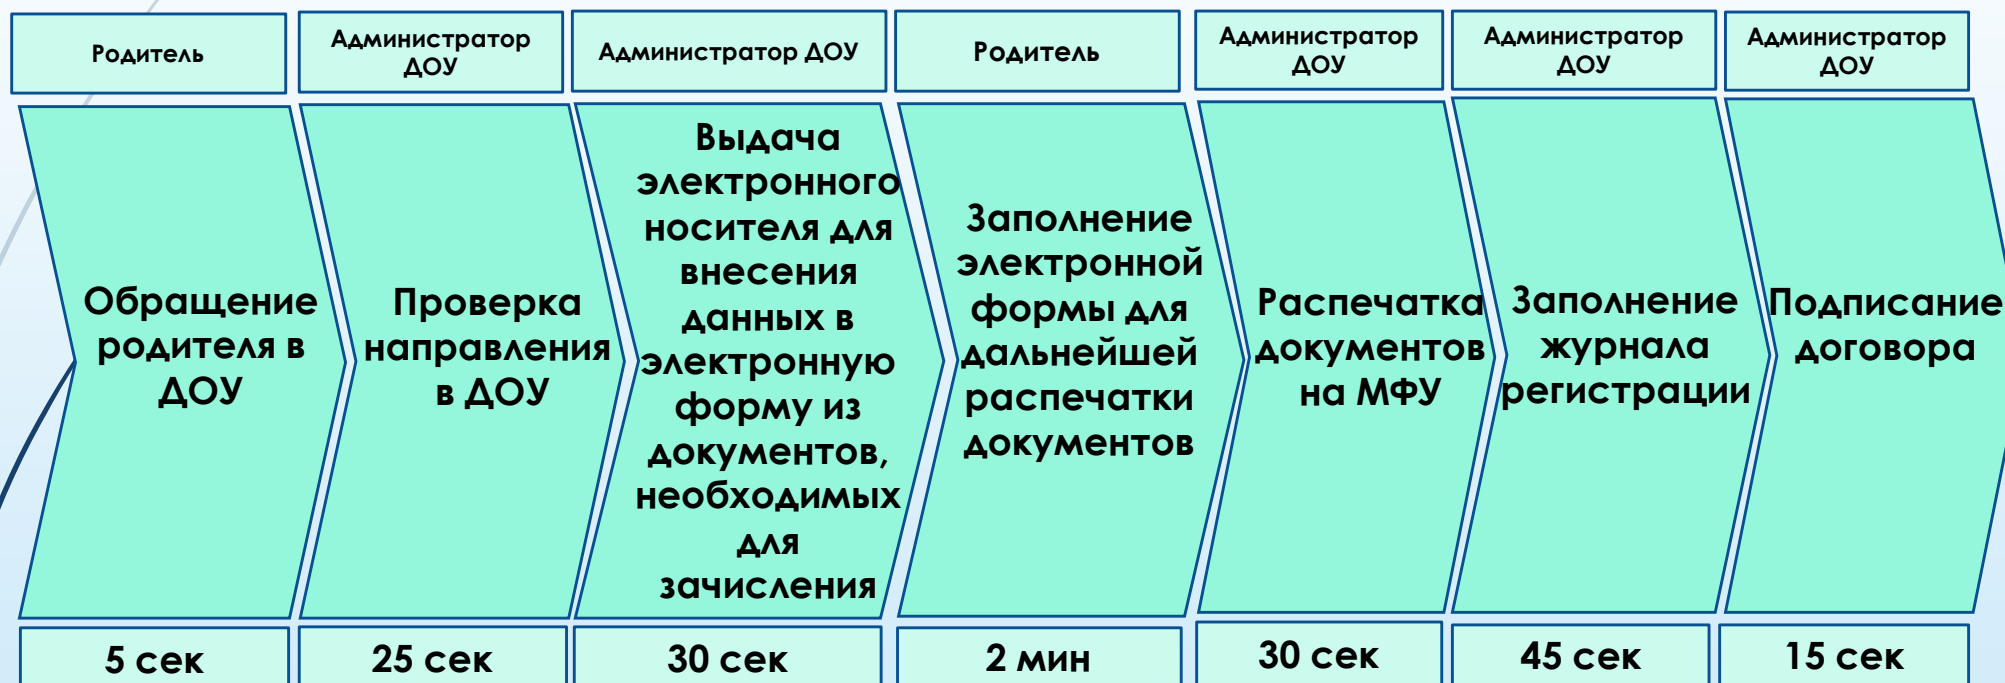 Родитель
Администратор
ДОУ
Администратор ДОУ
Родитель
Администратор
ДОУ
Администратор
ДОУ
Администратор
ДОУ
Обращение
родителя в
ДОУ
Проверка
направления
в ДОУ
Выдача
электронного
носителя для
внесения
данных в
электронную
форму из
документов,
необходимых
для
зачисления
Заполнение
электронной
формы для
дальнейшей
распечатки
документов
Распечатка
документов
на МФУ
Заполнение
журнала
регистрации
Подписание
договора
5 сек
25 сек
30 сек
2 мин
30 сек
45 сек
15 сек